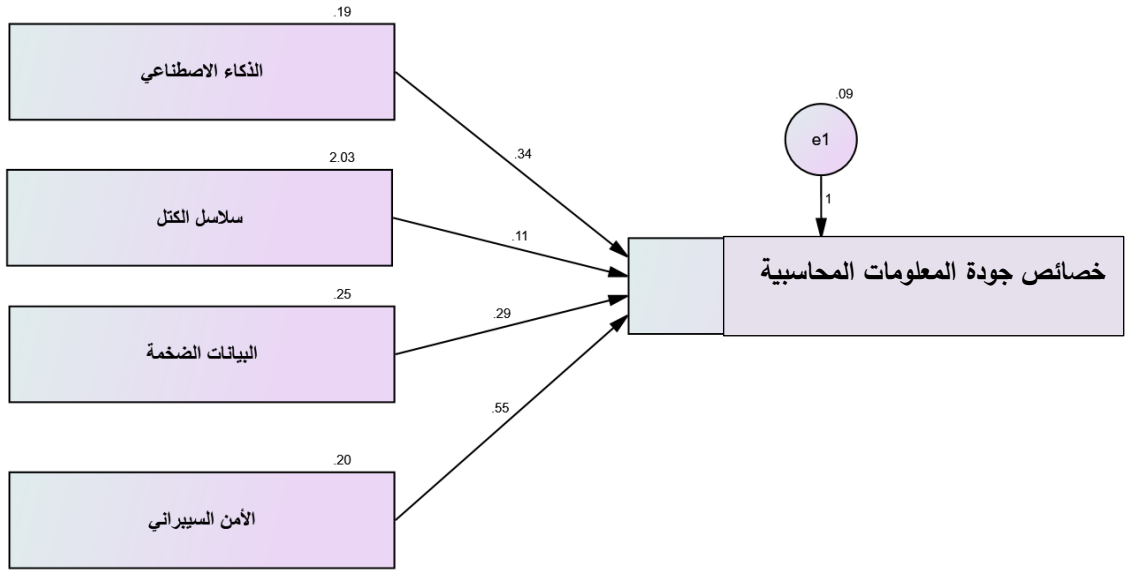 .19
الذكاء الاصطناعي
.34
2.03
سلاسل الكتل
.11
.25
البيانات الضخمة
.29
.20
الأمن السيبراني
.55
.09
e1
1
خصائص جودة المعلومات المحاسبية